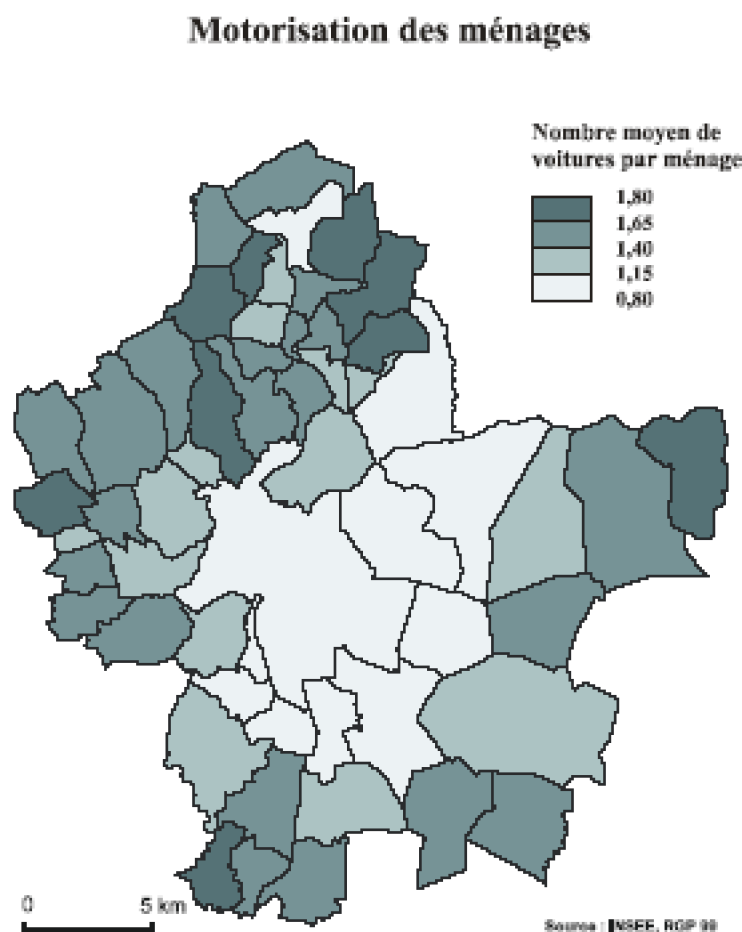 Motorisation des ménages
Nombre moyen de
voitures par ménage
1,80
1,65
1,40
1,15
0,80
0 5 km
Source : INSEE, RGP 99